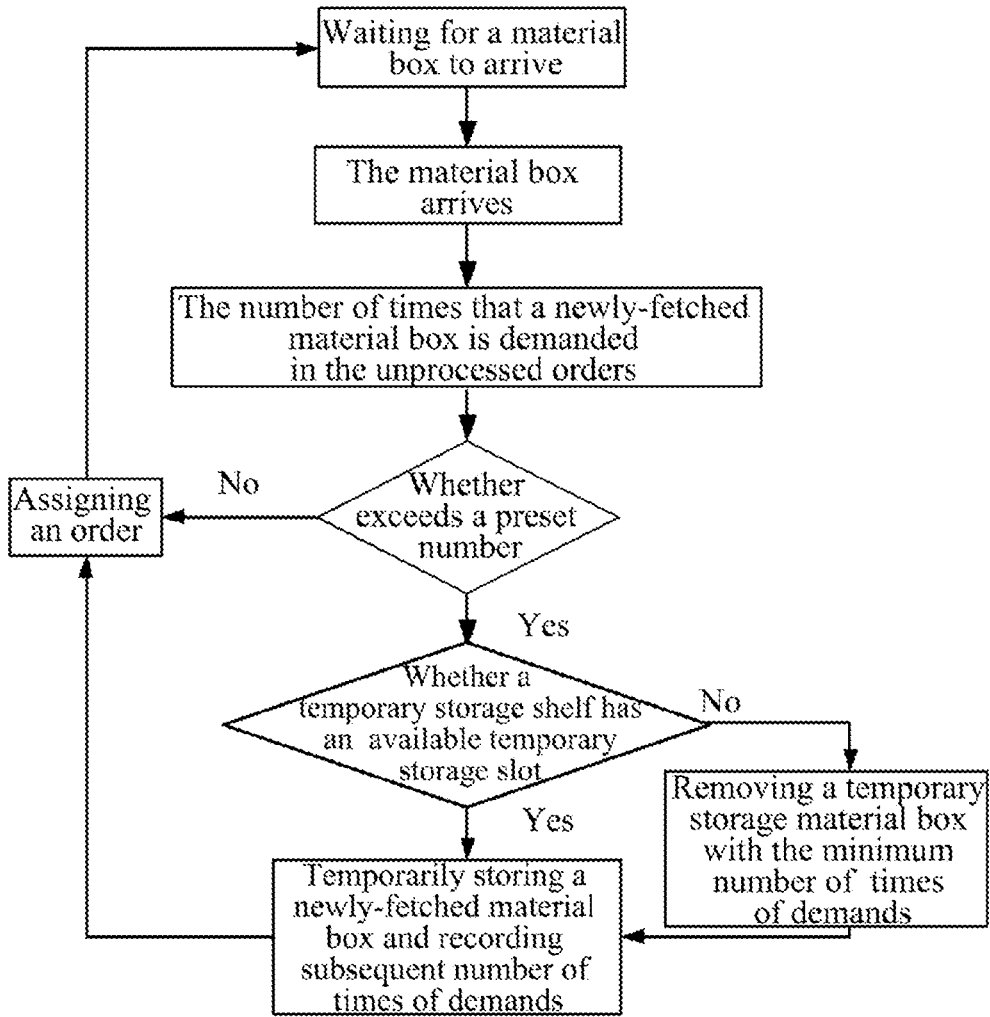 Waiting for a material
box to arrive
The material box
arrives
The number of times that a newly-fetched
material box is demanded
in the unprocessed orders
No
Assigning
an order
Whether
exceeds a preset
number
Yes
Whether a
temporary storage shelf has
an available temporary
storage slot
No
Yes
Removing a temporary
storage material box
with the minimum
number of times
of demands
Temporarily storing a
newly-fetched material
box and recording
subsequent number of
times of demands